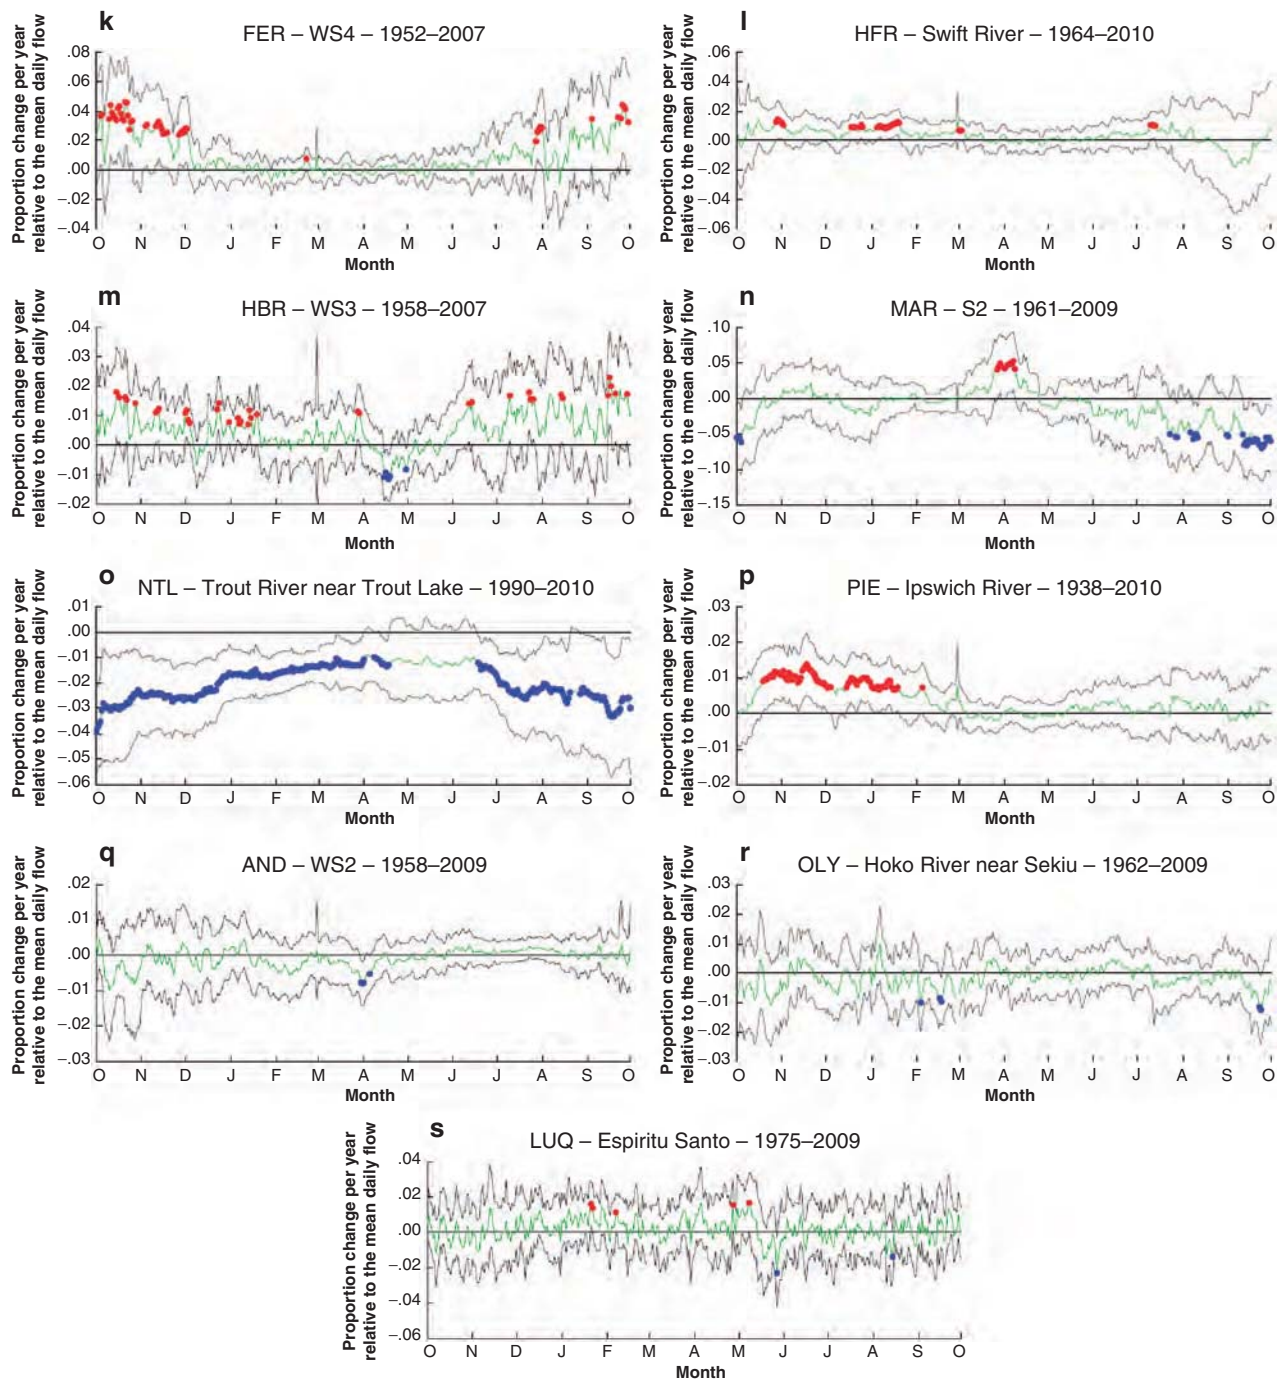 k
FER – WS4 – 1952–2007
Proportion change per year
relative to the mean daily flow
.08
.06
.04
.02
.00
–.02
–.04
O N D J F M A M J J A S O
Month
l
HFR – Swift River – 1964–2010
Proportion change per year
relative to the mean daily flow
.06
.04
.02
.00
–.02
–.04
–.06
O N D J F M A M J J A S O
Month
m
HBR – WS3 – 1958–2007
Proportion change per year
relative to the mean daily flow
.04
.03
.02
.01
.00
–.01
–.02
O N D J F M A M J J A S O
Month
n
MAR – S2 – 1961–2009
Proportion change per year
relative to the mean daily flow
.10
.05
.00
–.05
–.10
–.15
O N D J F M A M J J A S O
Month
o
NTL – Trout River near Trout Lake – 1990–2010
Proportion change per year
relative to the mean daily flow
.01
.00
–.01
–.02
–.03
–.04
–.05
–.06
O N D J F M A M J J A S O
Month
p
PIE – Ipswich River – 1938–2010
Proportion change per year
relative to the mean daily flow
.03
.02
.01
.00
–.01
–.02
O N D J F M A M J J A S O
Month
q
AND – WS2 – 1958–2009
Proportion change per year
relative to the mean daily flow
.02
.01
.00
–.01
–.02
–.03
O N D J F M A M J J A S O
Month
r
OLY – Hoko River near Sekiu – 1962–2009
Proportion change per year
relative to the mean daily flow
.03
.02
.01
.00
–.01
–.02
–.03
O N D J F M A M J J A S O
Month
s
LUQ – Espiritu Santo – 1975–2009
Proportion change per year
relative to the mean daily flow
.04
.02
.00
–.02
–.04
–.06
O N D J F M A M J J A S O
Month